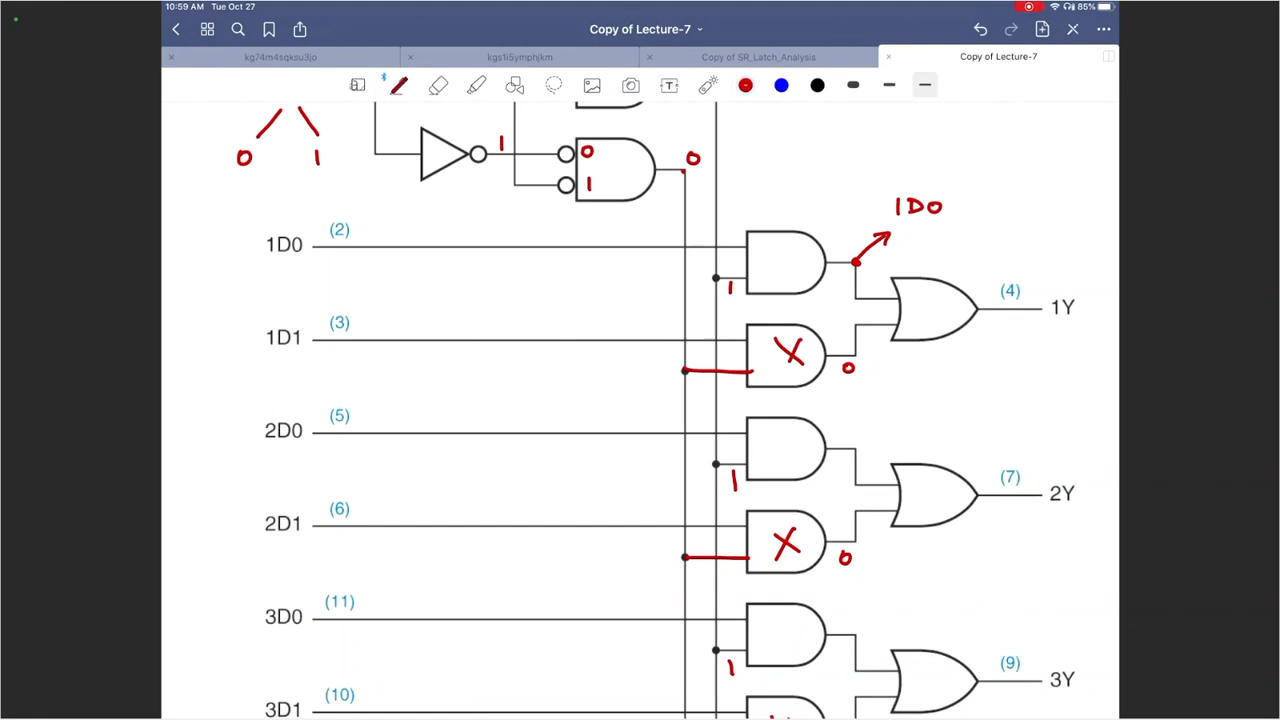 10:59 AM Tue Oct 27
85%
Copy of Lecture-7
kg74m4sqksu3jo
kgs1i5ymphjkm
Copy of SR_Latch_Analysis
Copy of Lecture-7
0 1
1
0
1
0
1D0
1D0 (2)
1
(4) 1Y
1D1 (3)
X
0
2D0 (5)
1
(7) 2Y
2D1 (6)
X
0
3D0 (11)
1
(9) 3Y
3D1 (10)